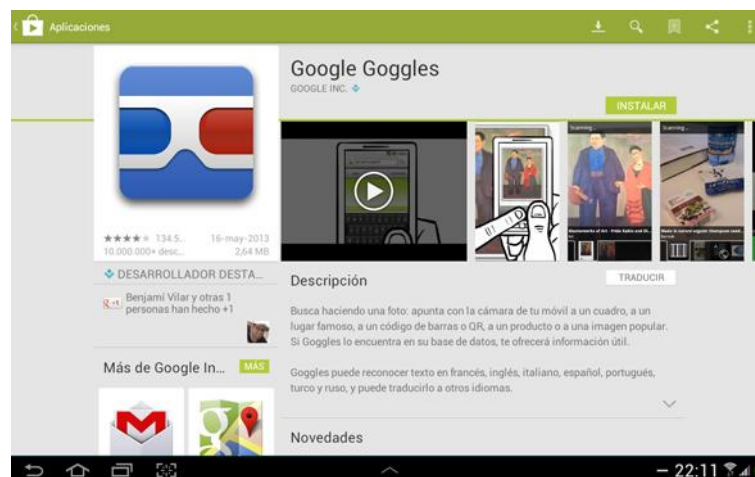 Aplicaciones
Google Goggles
GOOGLE INC.
INSTALAR
134.5..
16-may-2013
10.000.000+ desc...
2,64 MB
DESARROLLADOR DESTA...
Benjamí Vilar y otras 1
personas han hecho +1
Más de Google In...
MÁS
Descripción
TRADUCIR
Busca haciendo una foto: apunta con la cámara de tu móvil a un cuadro, a un
lugar famoso, a un código de barras o QR, a un producto o a una imagen popular.
Si Goggles lo encuentra en su base de datos, te ofrecerá información útil.
Goggles puede reconocer texto en francés, inglés, italiano, español, portugués,
turco y ruso, y puede traducirlo a otros idiomas.
Novedades
22:11